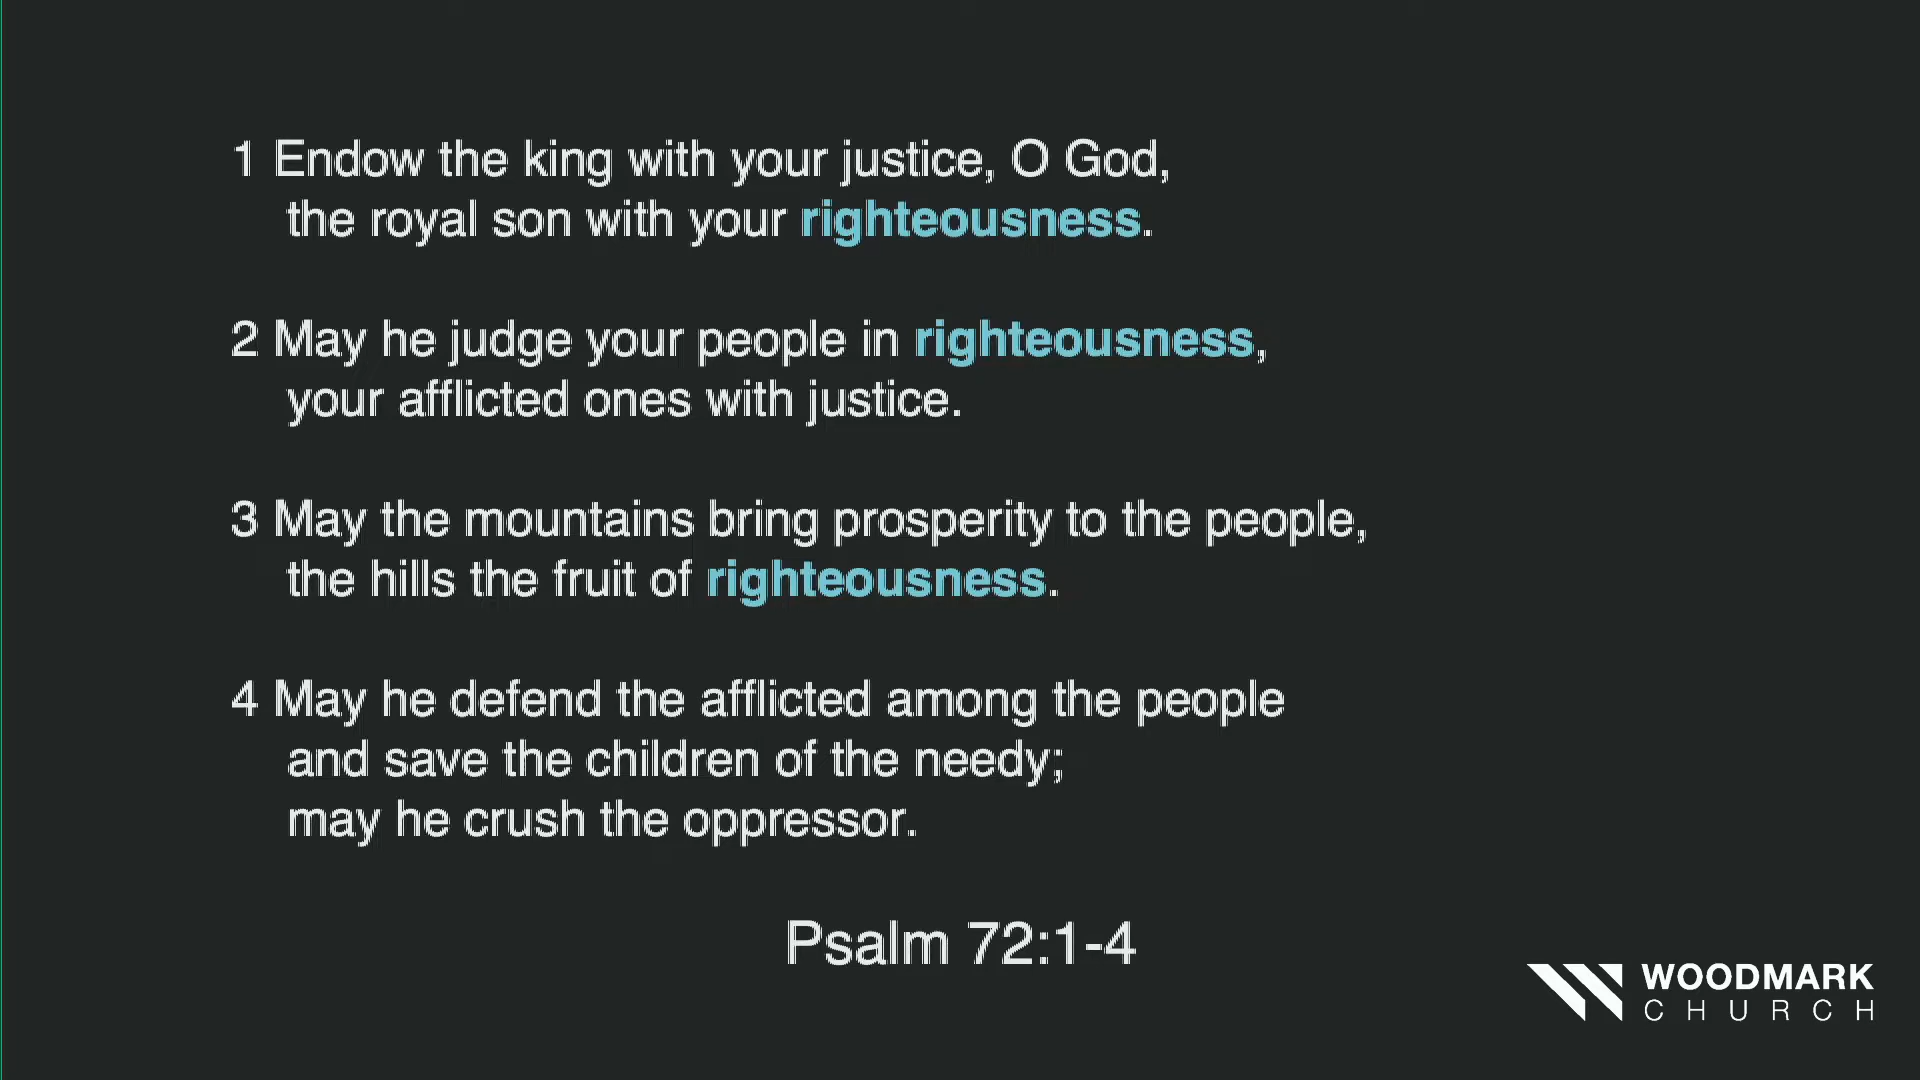 1 Endow the king with your justice, O God,
the royal son with your righteousness.
2 May he judge your people in righteousness,
your afflicted ones with justice.
3 May the mountains bring prosperity to the people,
the hills the fruit of righteousness.
4 May he defend the afflicted among the people
and save the children of the needy;
may he crush the oppressor.
Psalm 72:1-4
WOODMARK
CHURCH